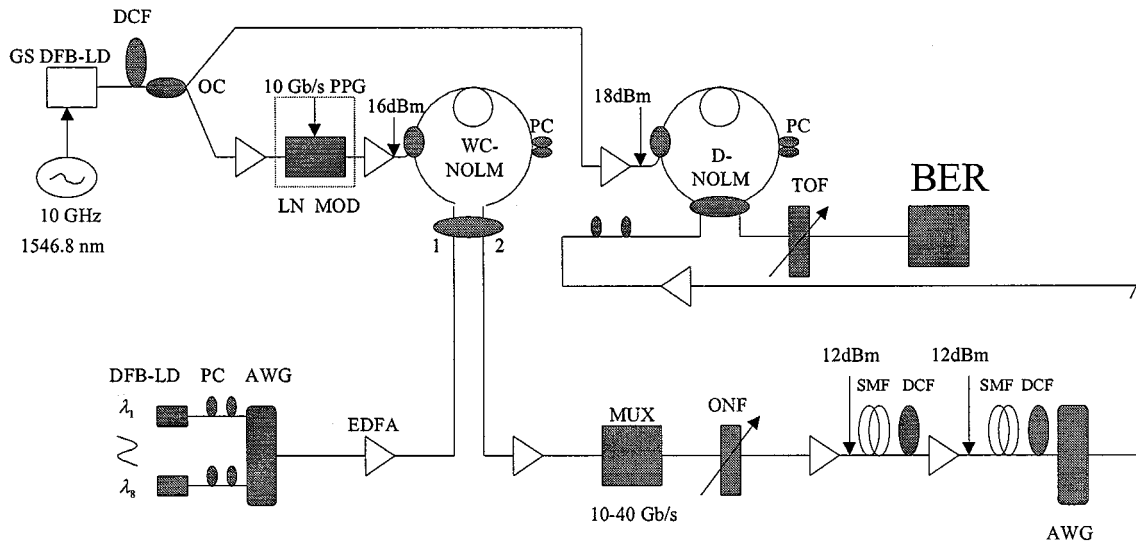 DCF
GS DFB-LD
OC
10 GHz
1546.8 nm
10 Gb/s PPG
LN MOD
16dBm
WC-
NOLM
PC
1
2
18dBm
D-
NOLM
PC
TOF
BER
DFB-LD
PC
AWG
λ₁
λ₈
EDFA
MUX
10-40 Gb/s
ONF
12dBm
SMF
DCF
12dBm
SMF
DCF
AWG